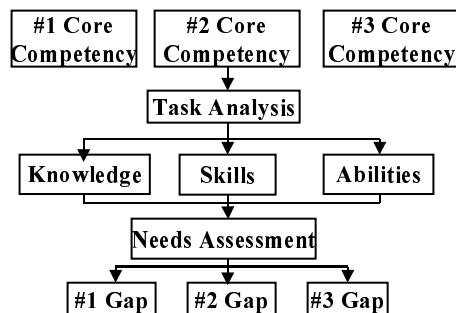 #1 Core #2 Core #3 Core
Competency Competency Competency
Task Analysis
Knowledge Skills Abilities
Needs Assessment
#1 Gap #2 Gap #3 Gap